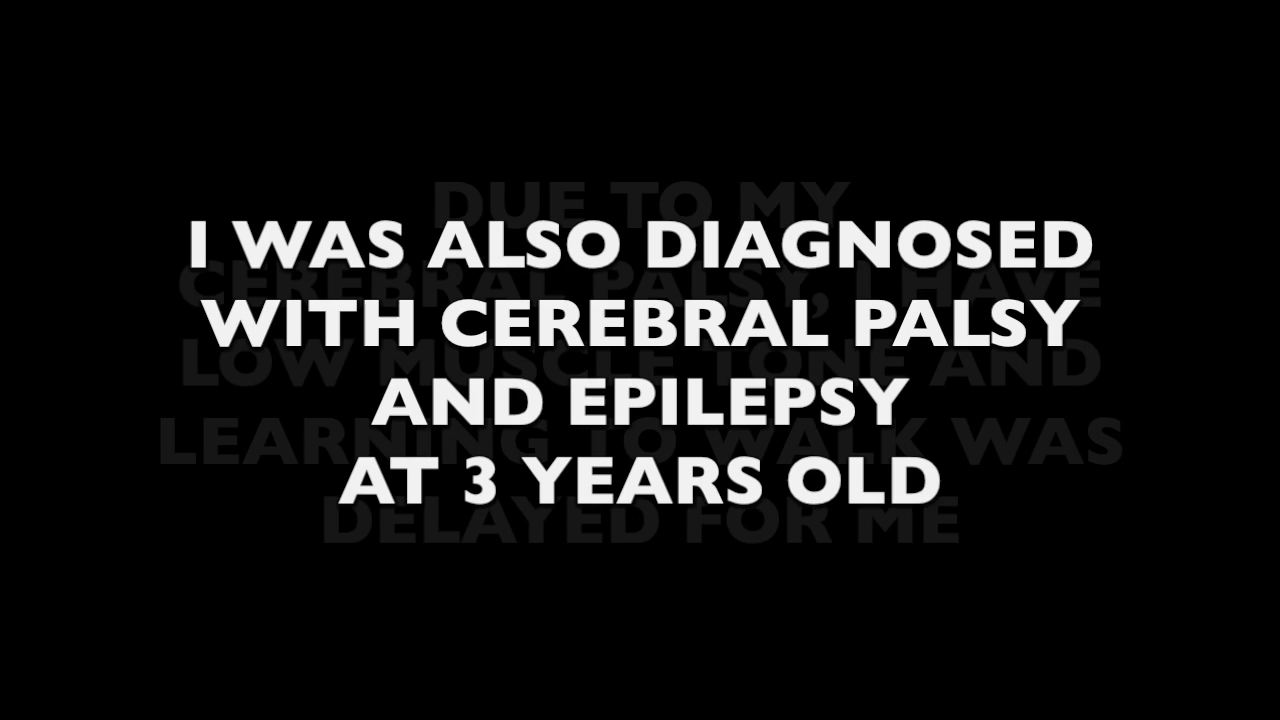 I WAS ALSO DIAGNOSED
WITH CEREBRAL PALSY
AND EPILEPSY
AT 3 YEARS OLD
DUE TO MY
CEREBRAL PALSY, I HAVE
LOW MUSCLE TONE AND
LEARNING TO WALK WAS
DELAYED FOR ME